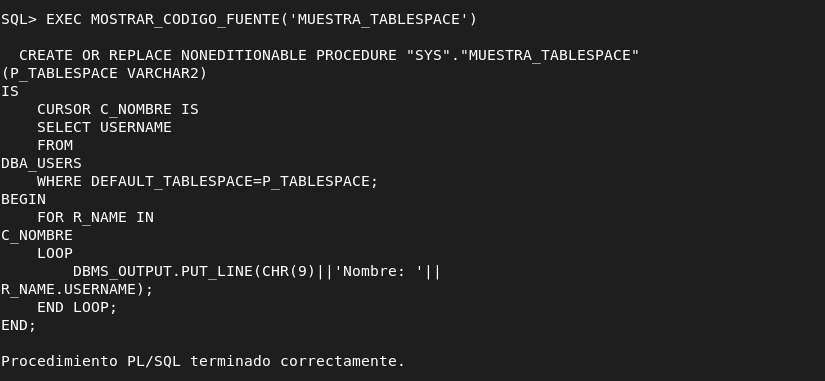 SQL> EXEC MOSTRAR_CODIGO_FUENTE('MUESTRA_TABLESPACE')
CREATE OR REPLACE NONEDITIONABLE PROCEDURE "SYS"."MUESTRA_TABLESPACE"
(P_TABLESPACE VARCHAR2)
IS
CURSOR C_NOMBRE IS
SELECT USERNAME
FROM
DBA_USERS
WHERE DEFAULT_TABLESPACE=P_TABLESPACE;
BEGIN
FOR R_NAME IN
C_NOMBRE
LOOP
DBMS_OUTPUT.PUT_LINE(CHR(9)||'Nombre: '||
R_NAME.USERNAME);
END LOOP;
END;
Procedimiento PL/SQL terminado correctamente.